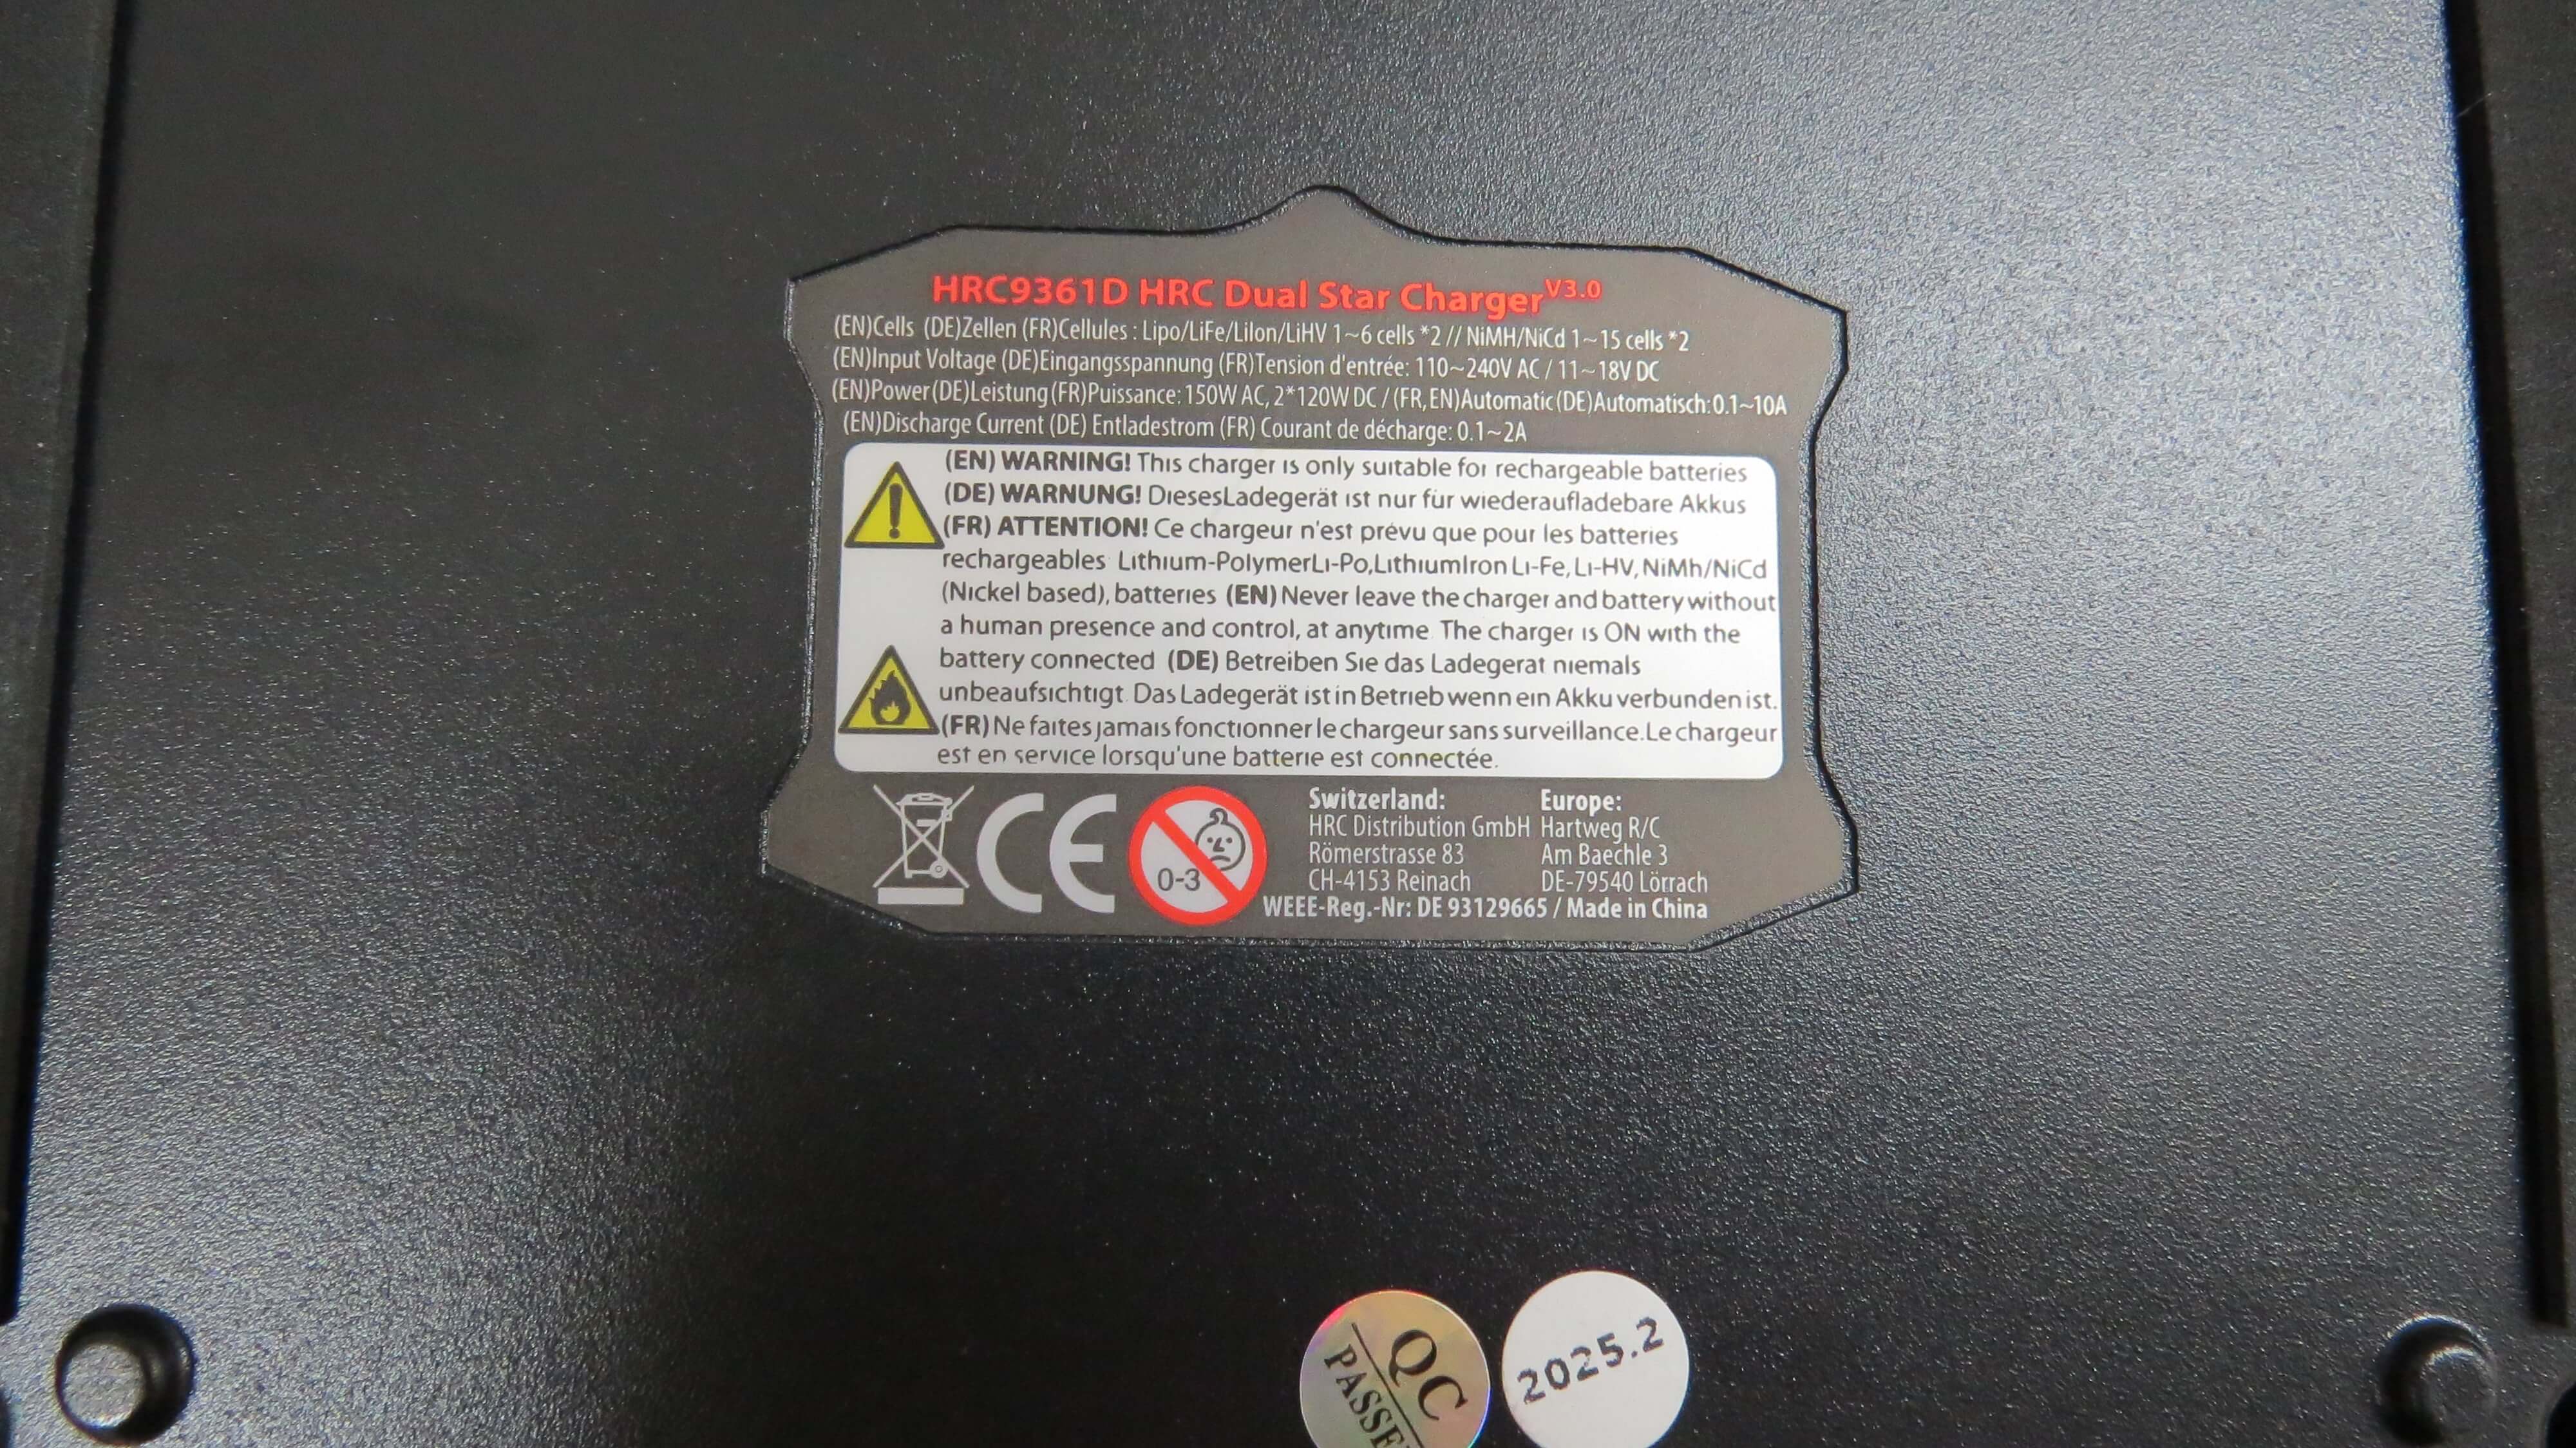 HRC9361D HRC Dual Star Charger V3.0
(EN)Cells (DE)Zellen (FR)Cellules : Lipo/LiFe/LiIon/LiHV 1~6 cells *2 // NiMH/NiCd 1~15 cells *2
(EN)Input Voltage (DE)Eingangsspannung (FR)Tension d'entrée: 110~240V AC / 11~18V DC
(EN)Power(DE)Leistung(FR)Puissance: 150W AC, 2*120W DC / (FR, EN)Automatic(DE)Automatisch:0.1~10A
(EN)Discharge Current (DE) Entladestrom (FR) Courant de décharge: 0.1~2A
(EN) WARNING! This charger is only suitable for rechargeable batteries
(DE) WARNUNG! DiesesLadegerät ist nur für wiederaufladebare Akkus
(FR) ATTENTION! Ce chargeur n'est prévu que pour les batteries
rechargeables Lithium-PolymerLi-Po,LithiumIron Li-Fe, Li-HV, NiMh/NiCd
(Nickel based), batteries (EN) Never leave the charger and battery without
a human presence and control, at anytime The charger is ON with the
battery connected (DE) Betreiben Sie das Ladegerat niemals
unbeaufsichtigt Das Ladegerät ist in Betrieb wenn ein Akku verbunden ist.
(FR) Ne faites jamais fonctionner le chargeur sans surveillance.Le chargeur
est en service lorsqu'une batterie est connectée.
0-3
Switzerland:
HRC Distribution GmbH
Römerstrasse 83
CH-4153 Reinach
Europe:
Hartweg R/C
Am Baechle 3
DE-79540 Lörrach
WEEE-Reg.-Nr: DE 93129665 / Made in China
QC
PASSE
2025.2